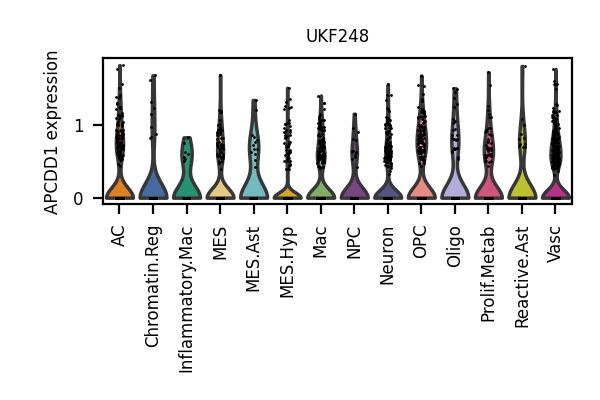 UKF248
APCDD1 expression
1
0
AC
Chromatin.Reg
Inflammatory.Mac
MES
MES.Ast
MES.Hyp
Mac
NPC
Neuron
OPC
Oligo
Prolif.Metab
Reactive.Ast
Vasc